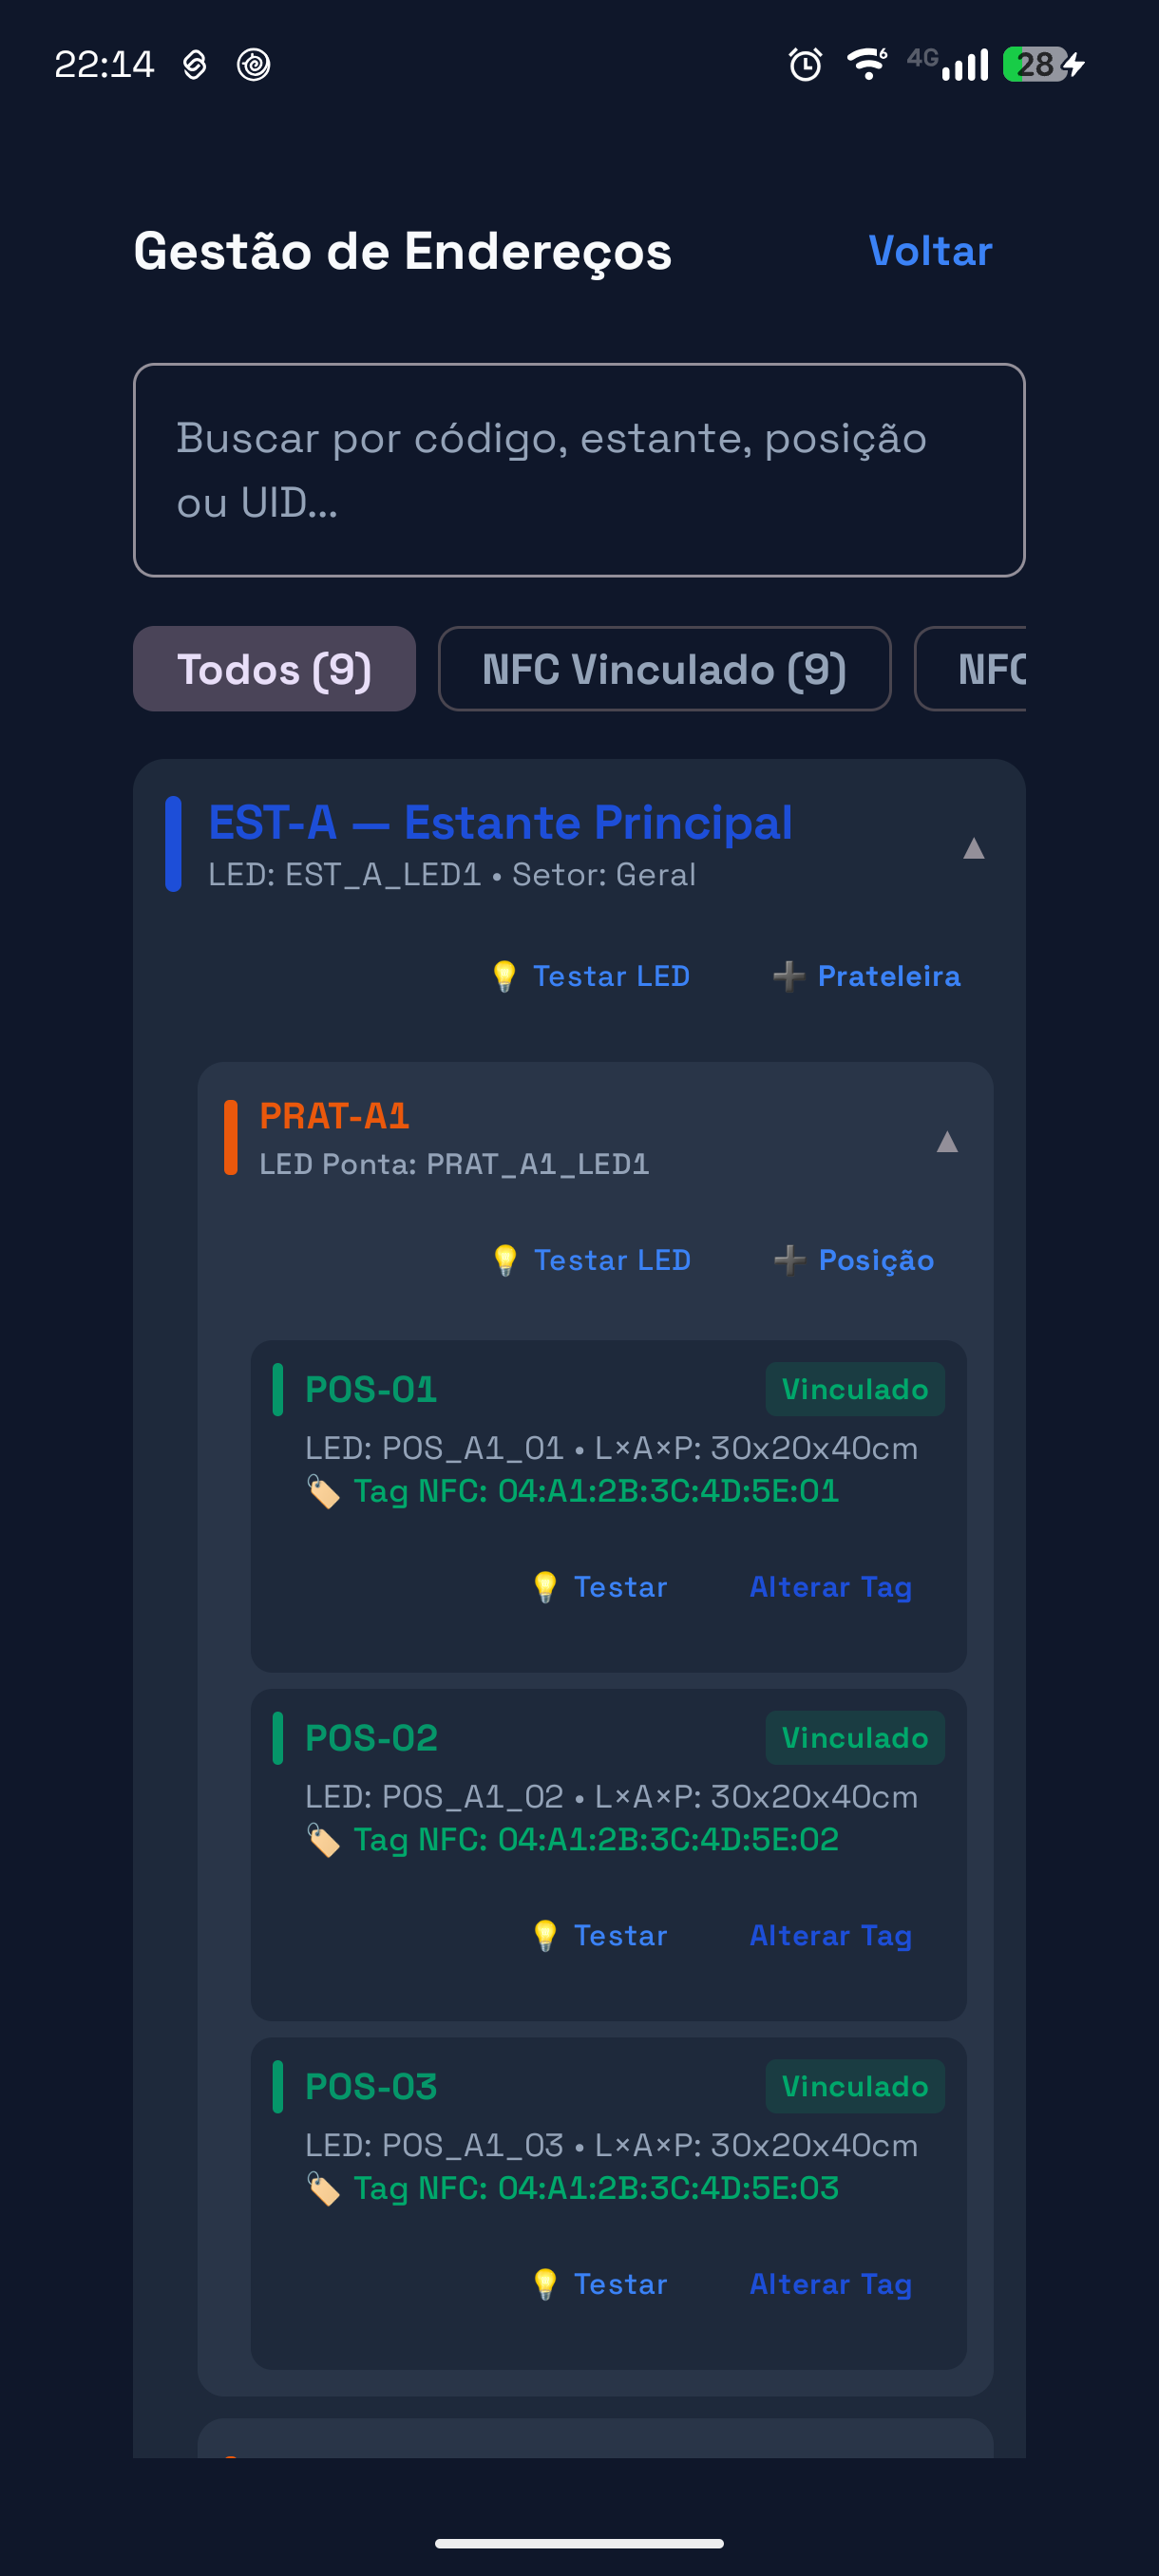 22:14
4G
28
Gestão de Endereços
Voltar
Buscar por código, estante, posição
ou UID...
Todos (9)
NFC Vinculado (9)
NFC
EST-A — Estante Principal
LED: EST_A_LED1 • Setor: Geral
▲
💡 Testar LED
➕ Prateleira
PRAT-A1
LED Ponta: PRAT_A1_LED1
▲
💡 Testar LED
➕ Posição
POS-01
Vinculado
LED: POS_A1_01 • L×A×P: 30x20x40cm
🏷️ Tag NFC: 04:A1:2B:3C:4D:5E:01
💡 Testar
Alterar Tag
POS-02
Vinculado
LED: POS_A1_02 • L×A×P: 30x20x40cm
🏷️ Tag NFC: 04:A1:2B:3C:4D:5E:02
💡 Testar
Alterar Tag
POS-03
Vinculado
LED: POS_A1_03 • L×A×P: 30x20x40cm
🏷️ Tag NFC: 04:A1:2B:3C:4D:5E:03
💡 Testar
Alterar Tag